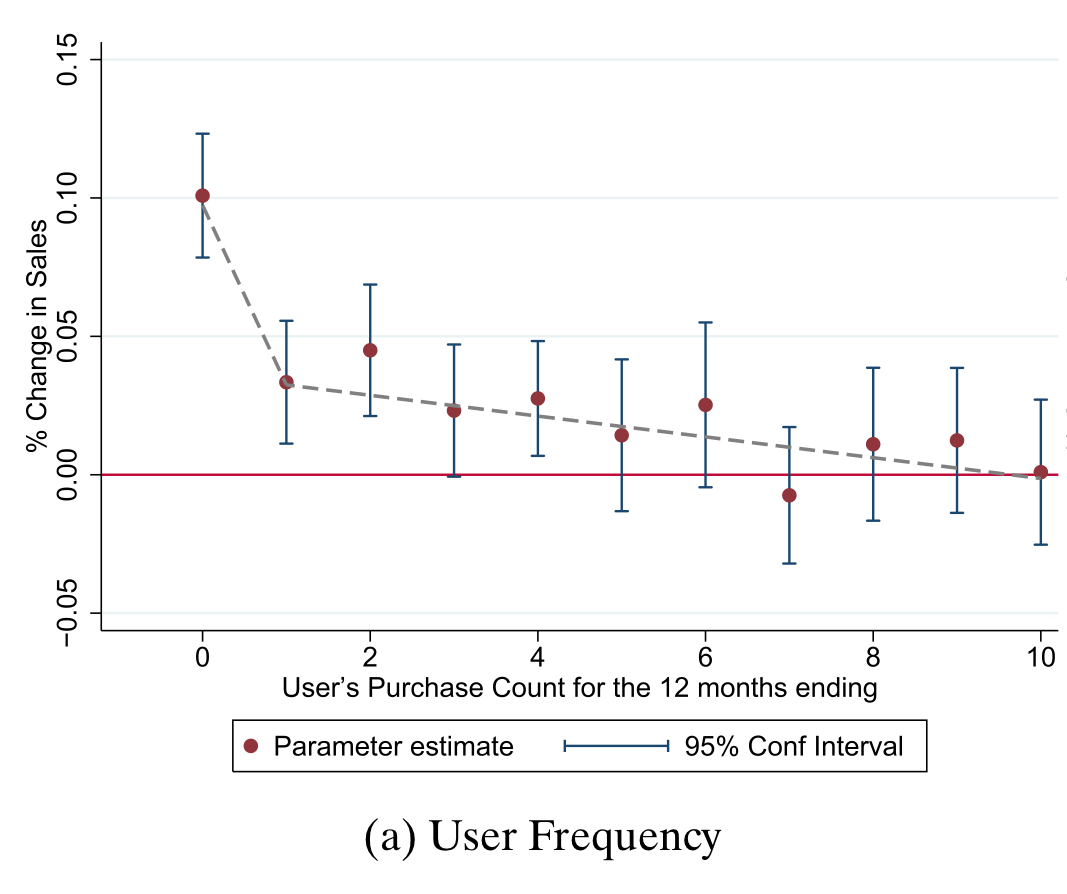 % Change in Sales
0.15
0.10
0.05
0.00
−0.05
0 2 4 6 8 10
User’s Purchase Count for the 12 months ending
Parameter estimate 95% Conf Interval
(a) User Frequency